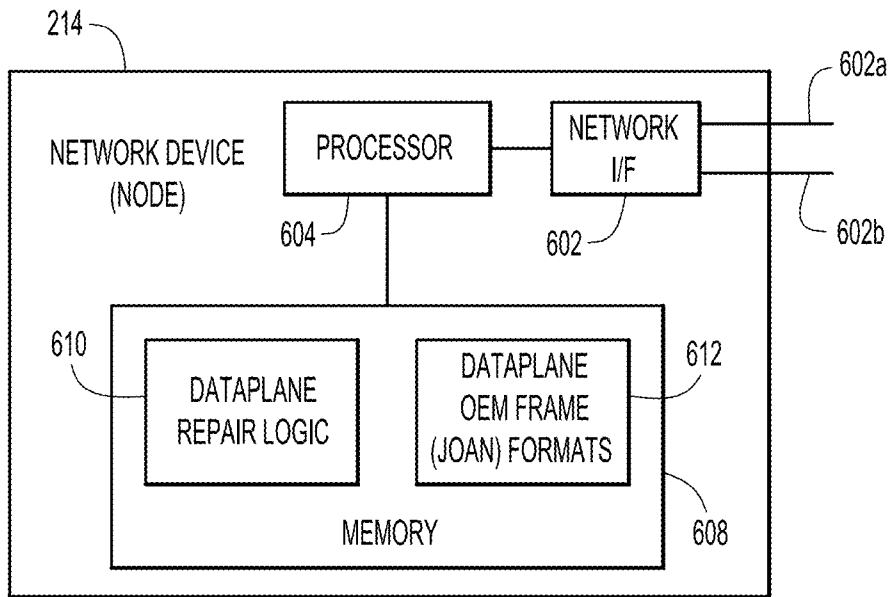 214
602a
NETWORK DEVICE
(NODE)
PROCESSOR
NETWORK
I/F
604
602
602b
610
DATAPLANE
REPAIR LOGIC
DATAPLANE
OEM FRAME
(JOAN) FORMATS
612
MEMORY
608